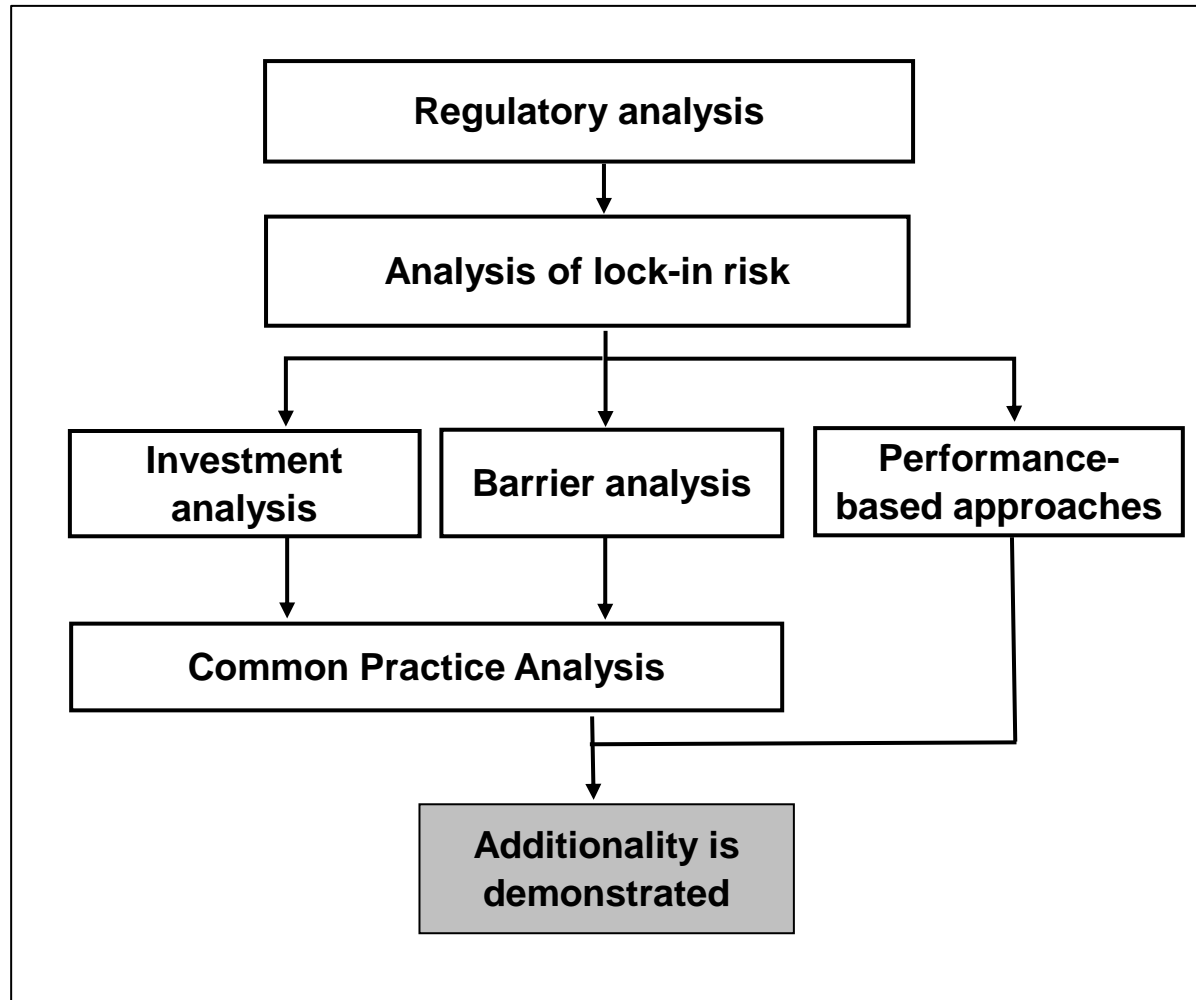 Regulatory analysis
Analysis of lock-in risk
Investment
analysis
Barrier analysis
Performance-
based approaches
Common Practice Analysis
Additionality is
demonstrated